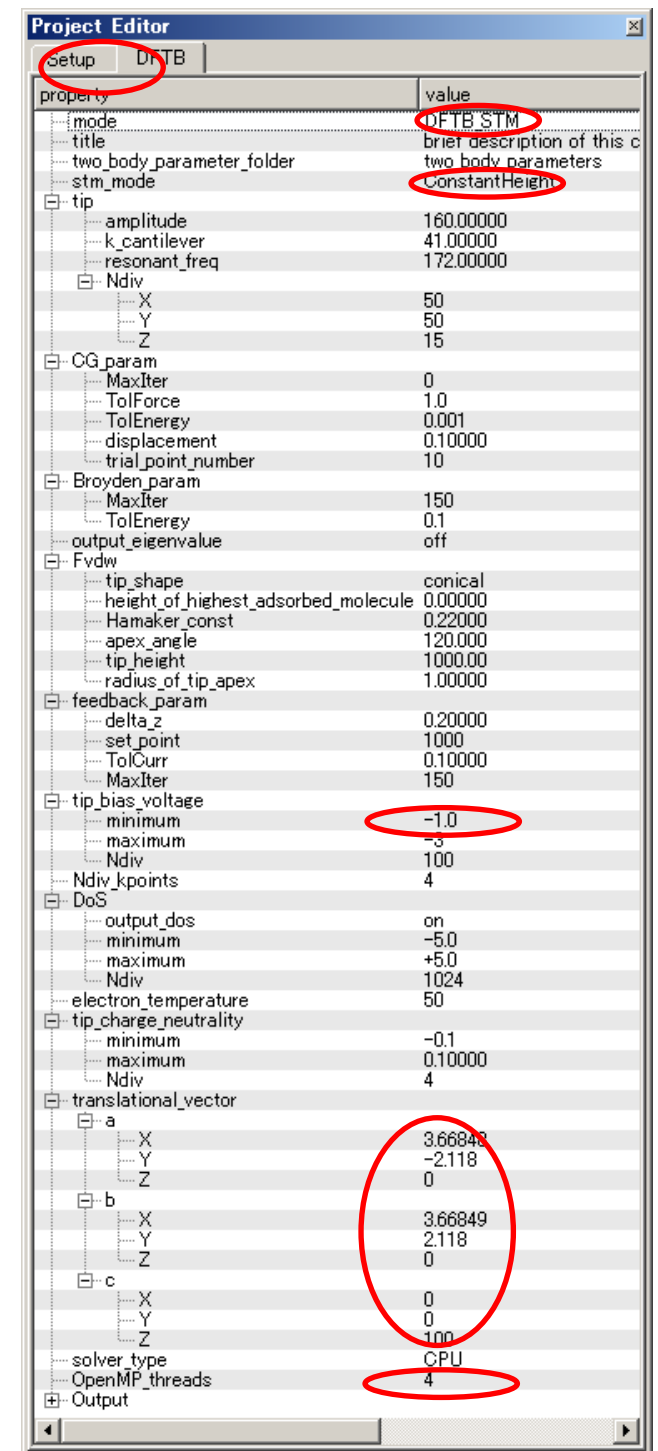 Project Editor
Setup DFTB
property value
mode DFTB_STM
title brief description of this c
two_body_parameter_folder two_body_parameters
stm_mode ConstantHeight
tip
amplitude 160.00000
k_cantilever 41.00000
resonant_freq 172.00000
Ndiv
X 50
Y 50
Z 15
CG_param
MaxIter 0
TolForce 1.0
TolEnergy 0.001
displacement 0.10000
trial_point_number 10
Broyden_param
MaxIter 150
TolEnergy 0.1
output_eigenvalue off
Fvdw
tip_shape conical
height_of_highest_adsorbed_molecule 0.00000
Hamaker_const 0.22000
apex_angle 120.000
tip_height 1000.00
radius_of_tip_apex 1.00000
feedback_param
delta_z 0.20000
set_point 1000
TolCurr 0.10000
MaxIter 150
tip_bias_voltage
minimum -1.0
maximum -3
Ndiv 100
Ndiv_kpoints 4
DoS
output_dos on
minimum -5.0
maximum +5.0
Ndiv 1024
electron_temperature 50
tip_charge_neutrality
minimum -0.1
maximum 0.10000
Ndiv 4
translational_vector
a
X 3.66848
Y -2.118
Z 0
b
X 3.66849
Y 2.118
Z 0
c
X 0
Y 0
Z 100
solver_type CPU
OpenMP_threads 4
Output